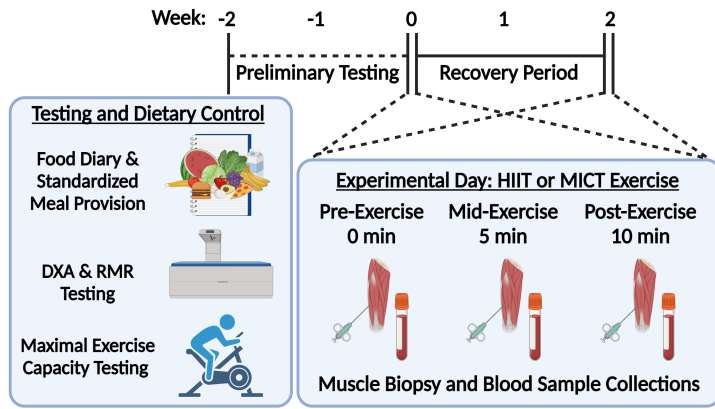 Week: -2 -1 0 1 2
Preliminary Testing
Recovery Period
Testing and Dietary Control
Food Diary &
Standardized
Meal Provision
DXA & RMR
Testing
Maximal Exercise
Capacity Testing
Experimental Day: HIIT or MICT Exercise
Pre-Exercise
0 min
Mid-Exercise
5 min
Post-Exercise
10 min
Muscle Biopsy and Blood Sample Collections